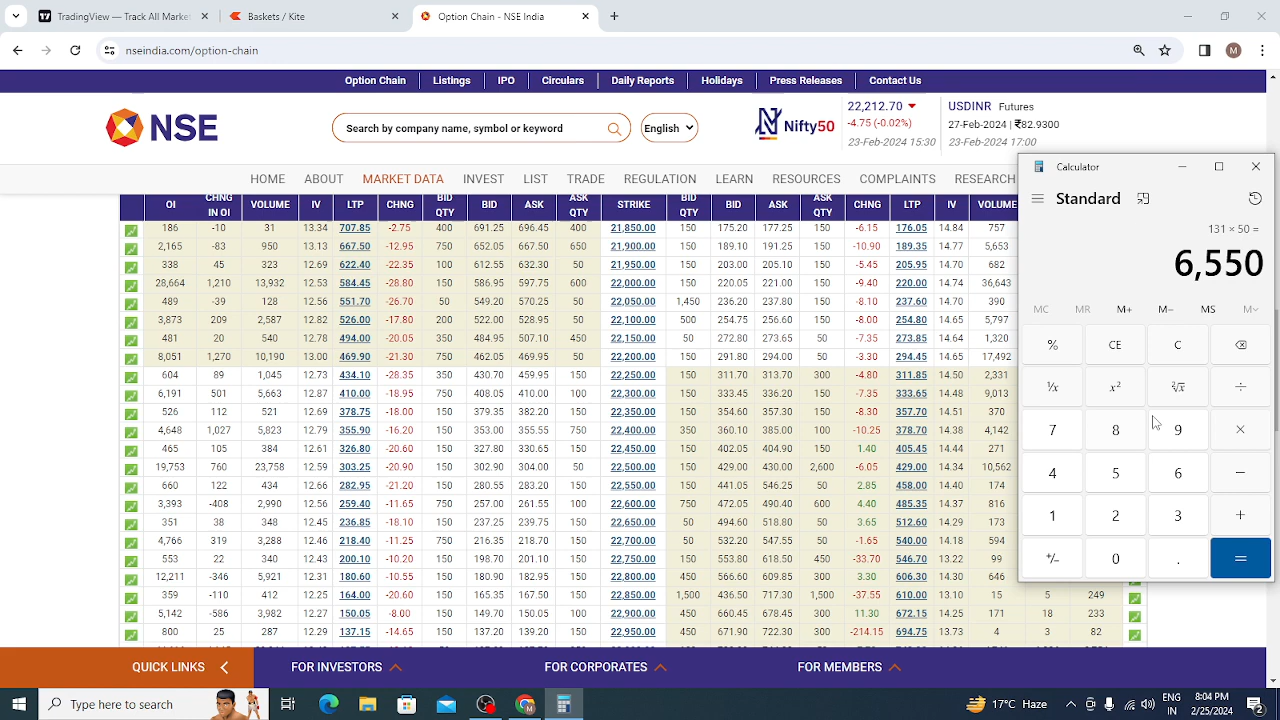 Tradingview
Kite
Option Chain, NSE India
nseindia.com/option-chain
M
Option Chain Listings IPO Circulars Daily Reports Holidays Press Releases Contact Us
NSE
Search by company name, symbol or keyword
English
Nifty50
22,212.70
-4.75 (-0.02%)
23-Feb-2024 15:30
USDINR Futures
27-Feb-2024 | ₹82.9300
23-Feb-2024 17:00
HOME ABOUT MARKET DATA INVEST LIST TRADE REGULATION LEARN RESOURCES COMPLAINTS RESEARCH
OI CHNG IN OI VOLUME IV LTP CHNG BID QTY BID ASK ASK QTY STRIKE BID QTY BID ASK ASK QTY CHNG LTP IV VOLUME
186 -10 31 13.34 707.85 -2.75 400 691.25 696.45 400 21,850.00 150 175.20 177.25 150 -6.15 176.05 14.84 757
2,165 -83 950 13.13 667.50 -12.95 750 652.05 667.50 650 21,900.00 150 189.10 191.25 150 -10.90 189.35 14.77 5,653
338 45 323 12.69 622.40 -22.35 100 612.55 632.30 50 21,950.00 150 203.00 205.10 150 -5.45 205.95 14.70 682
28,664 1,210 13,932 12.53 584.45 -28.80 150 586.95 597.75 600 22,000.00 150 220.05 221.00 150 -9.40 220.00 14.74 36,643
489 -39 128 12.56 551.70 -26.70 50 549.20 570.25 50 22,050.00 1,450 236.20 237.80 150 -8.10 237.60 14.70 390
3,873 209 2,587 12.82 526.00 -17.80 200 522.00 528.95 50 22,100.00 500 254.75 256.60 150 -8.00 254.80 14.65 5,797
481 20 540 12.78 494.00 -20.05 350 484.95 507.10 450 22,150.00 50 272.80 273.65 50 -7.35 273.85 14.64 1,320
8,051 1,270 10,190 13.00 469.90 -21.30 750 462.05 469.95 50 22,200.00 150 291.80 294.00 50 -3.30 294.45 14.65 17,492
604 89 1,045 12.73 434.10 -28.35 350 430.70 459.95 150 22,250.00 150 311.70 313.70 300 -4.80 311.85 14.50 2,331
6,191 501 5,663 12.87 410.00 -18.95 750 408.05 410.00 100 22,300.00 150 333.45 336.20 150 -7.35 333.65 14.48 9,013
526 112 521 12.69 378.75 -18.00 150 379.35 382.20 150 22,350.00 150 354.60 357.30 150 -8.30 357.70 14.51 370
4,648 1,027 5,823 12.79 355.90 -16.20 150 353.00 355.55 750 22,400.00 350 360.10 385.00 100 -10.25 378.70 14.38 4,142
465 105 384 12.61 326.80 -20.60 150 327.80 330.65 150 22,450.00 150 402.05 404.90 150 1.40 405.45 14.44 271
19,753 760 23,758 12.59 303.25 -20.90 150 302.90 304.00 50 22,500.00 150 429.00 430.00 2,600 -6.05 429.00 14.34 10,562
660 122 434 12.66 282.95 -21.20 150 280.55 283.20 150 22,550.00 150 441.05 546.25 50 2.85 458.00 14.40 174
3,393 -408 2,990 12.56 259.40 -11.65 750 257.00 261.55 100 22,600.00 750 472.05 490.40 600 4.40 485.35 14.37 816
351 38 348 12.45 236.85 -18.10 150 237.25 239.75 150 22,650.00 50 494.60 518.80 50 3.65 512.60 14.29 173
4,766 319 3,288 12.46 218.40 -11.25 750 216.35 218.70 150 22,700.00 50 532.20 547.55 50 -1.65 540.00 14.18 594
553 22 340 12.43 200.10 -10.20 150 198.70 201.10 150 22,750.00 150 553.80 618.50 450 -33.70 546.70 13.22
12,211 -346 5,921 12.31 180.60 -10.55 150 180.90 182.95 150 22,800.00 450 566.60 609.85 300 3.30 606.30 14.30 646
359 -110 412 12.35 164.00 -20.60 150 165.35 167.50 150 22,850.00 1,500 436.50 717.30 1,500 -37.55 610.00 13.10 15 5 249
5,142 -586 3,982 12.27 150.05 -8.00 150 149.70 150.05 100 22,900.00 450 660.45 678.45 300 11.30 672.15 14.25 171 18 233
800 25 287 12.29 137.15 -14.65 150 137.20 139.20 150 22,950.00 450 671.90 722.30 300 -214.15 694.75 13.73 4 3 82
Calculator
Standard
131 × 50 =
6,550
MC MR M+ M− MS M
% CE C
¹/x x² ²√x ÷
7 8 9 ×
4 5 6 −
1 2 3 +
+/− 0 . =
QUICK LINKS FOR INVESTORS FOR CORPORATES FOR MEMBERS
Type here to search
17°C Haze
ENG
IN
8:04 PM
2/25/2024
2